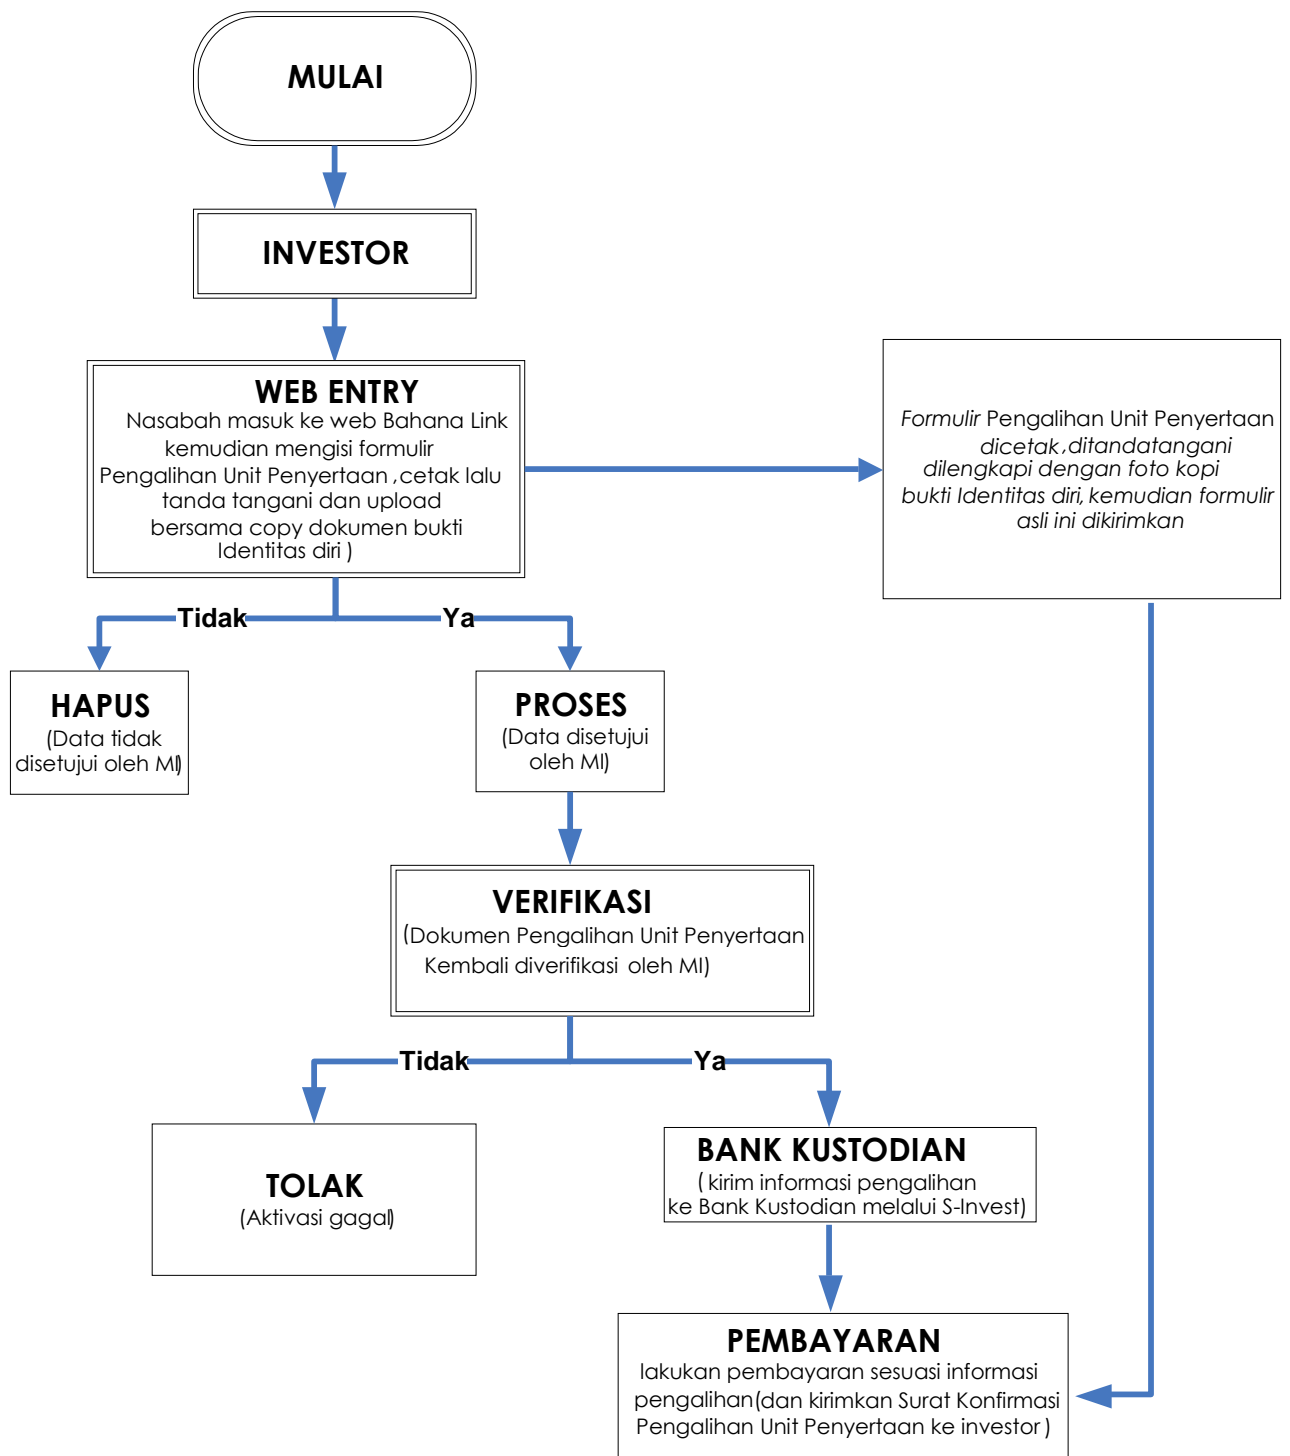 MULAI
INVESTOR
WEB ENTRY
Nasabah masuk ke web Bahana Link
kemudian mengisi formulir
Pengalihan Unit Penyertaan ,cetak lalu
tanda tangani dan upload
bersama copy dokumen bukti
Identitas diri )
Formulir Pengalihan Unit Penyertaan
dicetak, ditandatangani
dilengkapi dengan foto kopi
bukti Identitas diri, kemudian formulir
asli ini dikirimkan
Tidak
Ya
HAPUS
(Data tidak
disetujui oleh MI)
PROSES
(Data disetujui
oleh MI)
VERIFIKASI
(Dokumen Pengalihan Unit Penyertaan
Kembali diverifikasi oleh MI)
Tidak
Ya
TOLAK
(Aktivasi gagal)
BANK KUSTODIAN
( kirim informasi pengalihan
ke Bank Kustodian melalui S-Invest)
PEMBAYARAN
lakukan pembayaran sesuasi informasi
pengalihan(dan kirimkan Surat Konfirmasi
Pengalihan Unit Penyertaan ke investor )